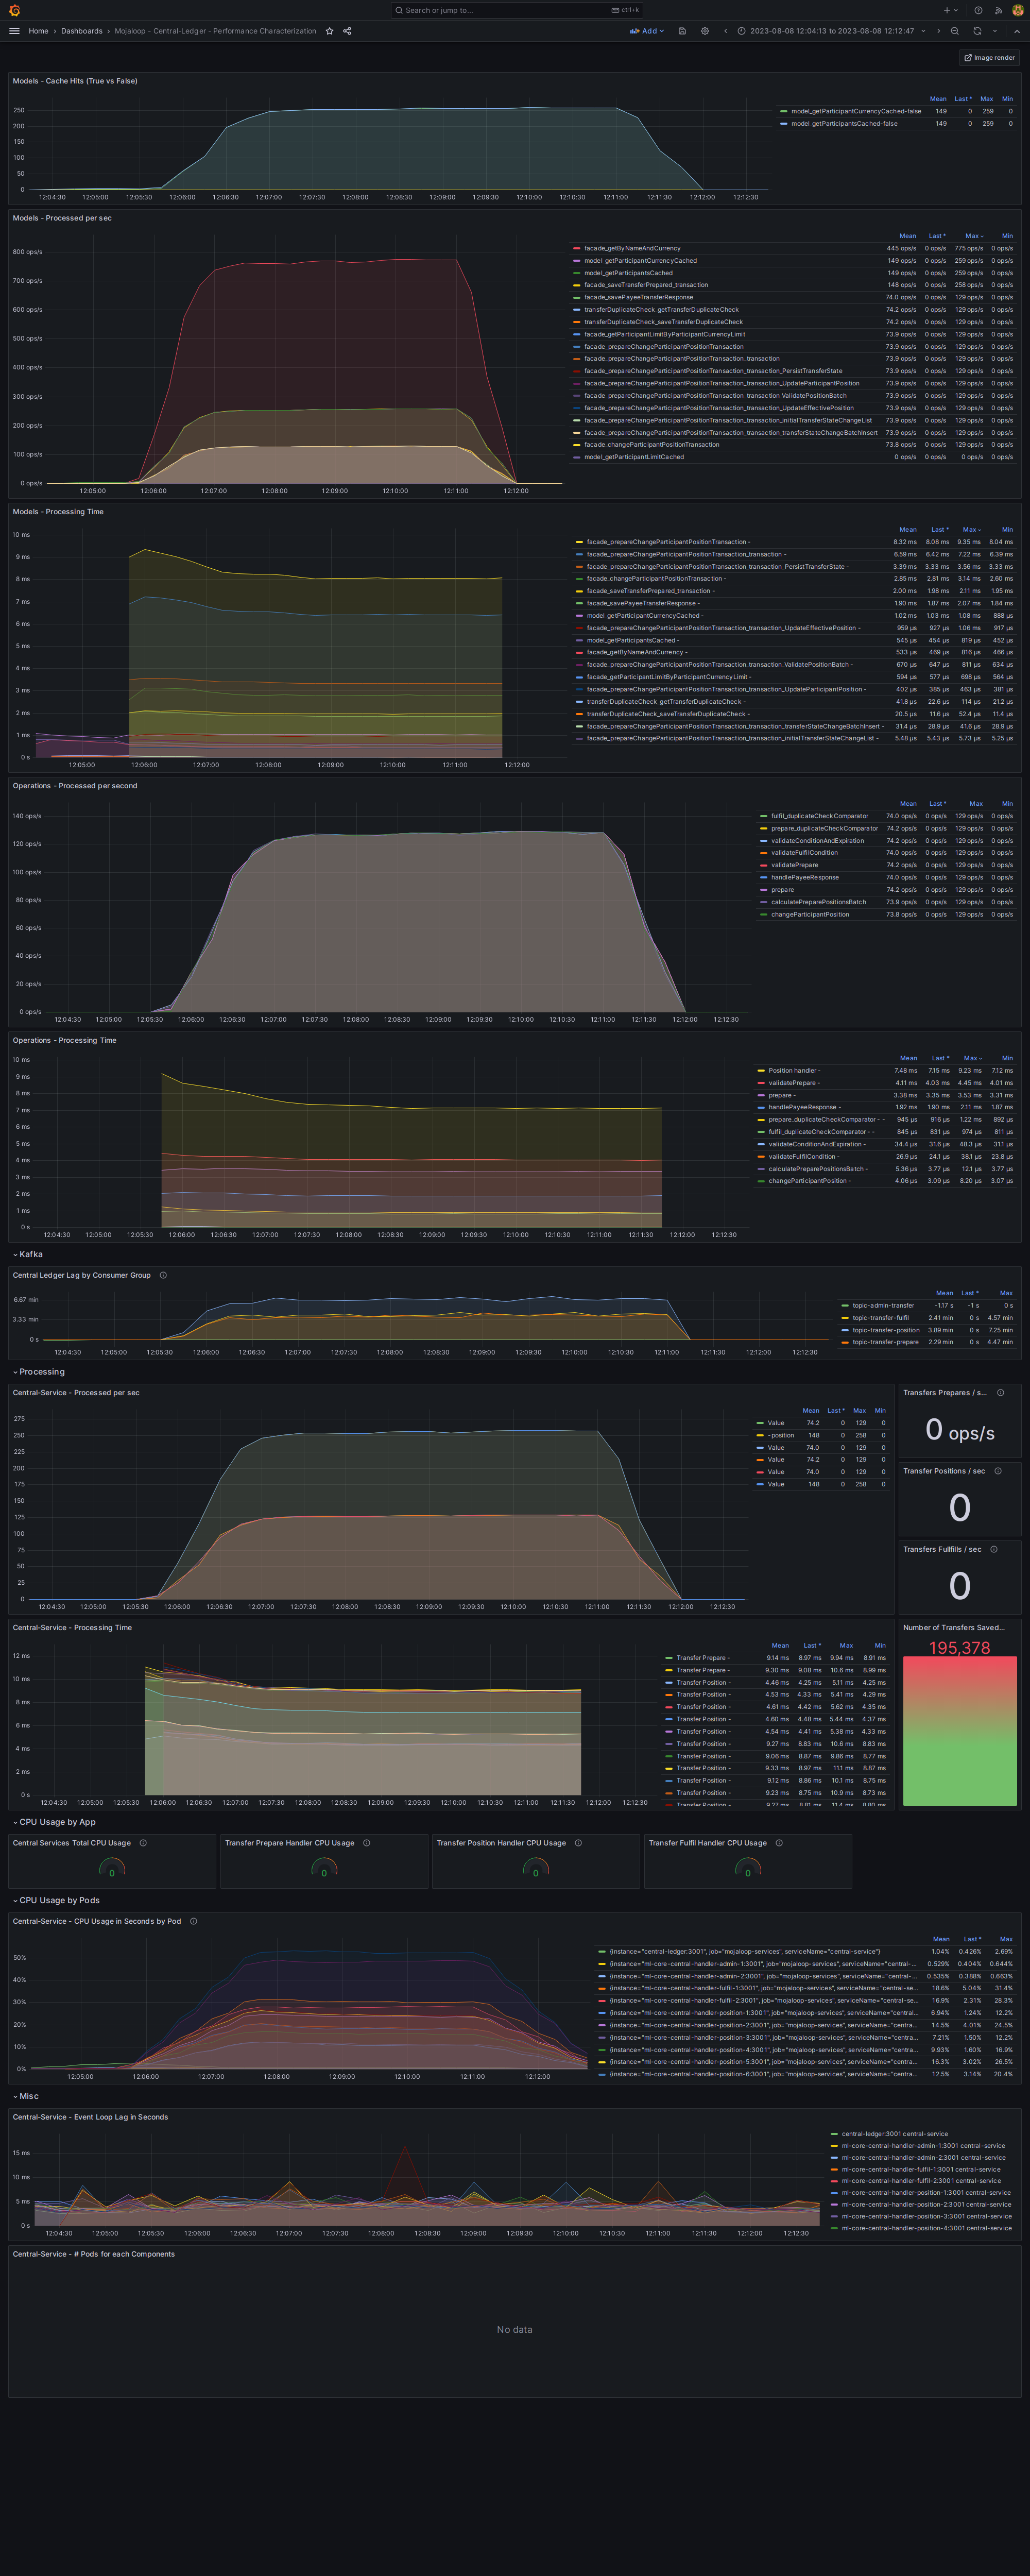 Search or jump to... ctrl+k
Home › Dashboards › Mojaloop - Central-Ledger - Performance Characterization Add 2023-08-08 12:04:13 to 2023-08-08 12:12:47
Image render
Models - Cache Hits (True vs False)
Mean Last * Max Min
model_getParticipantCurrencyCached-false 149 0 259 0
model_getParticipantsCached-false 149 0 259 0
250
200
150
100
50
0
12:04:30 12:05:00 12:05:30 12:06:00 12:06:30 12:07:00 12:07:30 12:08:00 12:08:30 12:09:00 12:09:30 12:10:00 12:10:30 12:11:00 12:11:30 12:12:00 12:12:30
Models - Processed per sec
800 ops/s
700 ops/s
600 ops/s
500 ops/s
400 ops/s
300 ops/s
200 ops/s
100 ops/s
0 ops/s
12:05:00 12:06:00 12:07:00 12:08:00 12:09:00 12:10:00 12:11:00 12:12:00
Mean Last * Max Min
facade_getByNameAndCurrency 445 ops/s 0 ops/s 775 ops/s 0 ops/s
model_getParticipantCurrencyCached 149 ops/s 0 ops/s 259 ops/s 0 ops/s
model_getParticipantsCached 149 ops/s 0 ops/s 259 ops/s 0 ops/s
facade_saveTransferPrepared_transaction 148 ops/s 0 ops/s 258 ops/s 0 ops/s
facade_savePayeeTransferResponse 74.0 ops/s 0 ops/s 129 ops/s 0 ops/s
transferDuplicateCheck_getTransferDuplicateCheck 74.2 ops/s 0 ops/s 129 ops/s 0 ops/s
transferDuplicateCheck_saveTransferDuplicateCheck 74.2 ops/s 0 ops/s 129 ops/s 0 ops/s
facade_getParticipantLimitByParticipantCurrencyLimit 73.9 ops/s 0 ops/s 129 ops/s 0 ops/s
facade_prepareChangeParticipantPositionTransaction 73.9 ops/s 0 ops/s 129 ops/s 0 ops/s
facade_prepareChangeParticipantPositionTransaction_transaction 73.9 ops/s 0 ops/s 129 ops/s 0 ops/s
facade_prepareChangeParticipantPositionTransaction_transaction_PersistTransferState 73.9 ops/s 0 ops/s 129 ops/s 0 ops/s
facade_prepareChangeParticipantPositionTransaction_transaction_UpdateParticipantPosition 73.9 ops/s 0 ops/s 129 ops/s 0 ops/s
facade_prepareChangeParticipantPositionTransaction_transaction_ValidatePositionBatch 73.9 ops/s 0 ops/s 129 ops/s 0 ops/s
facade_prepareChangeParticipantPositionTransaction_transaction_UpdateEffectivePosition 73.9 ops/s 0 ops/s 129 ops/s 0 ops/s
facade_prepareChangeParticipantPositionTransaction_transaction_initialTransferStateChangeList 73.9 ops/s 0 ops/s 129 ops/s 0 ops/s
facade_prepareChangeParticipantPositionTransaction_transaction_transferStateChangeBatchInsert 73.9 ops/s 0 ops/s 129 ops/s 0 ops/s
facade_changeParticipantPositionTransaction 73.8 ops/s 0 ops/s 129 ops/s 0 ops/s
model_getParticipantLimitCached 0 ops/s 0 ops/s 0 ops/s 0 ops/s
Models - Processing Time
10 ms
9 ms
8 ms
7 ms
6 ms
5 ms
4 ms
3 ms
2 ms
1 ms
0 s
12:05:00 12:06:00 12:07:00 12:08:00 12:09:00 12:10:00 12:11:00 12:12:00
Mean Last * Max Min
facade_prepareChangeParticipantPositionTransaction - 8.32 ms 8.08 ms 9.35 ms 8.04 ms
facade_prepareChangeParticipantPositionTransaction_transaction - 6.59 ms 6.42 ms 7.22 ms 6.39 ms
facade_prepareChangeParticipantPositionTransaction_transaction_PersistTransferState - 3.39 ms 3.33 ms 3.56 ms 3.33 ms
facade_changeParticipantPositionTransaction - 2.85 ms 2.81 ms 3.14 ms 2.60 ms
facade_saveTransferPrepared_transaction - 2.00 ms 1.98 ms 2.11 ms 1.95 ms
facade_savePayeeTransferResponse - 1.90 ms 1.87 ms 2.07 ms 1.84 ms
model_getParticipantCurrencyCached - 1.02 ms 1.03 ms 1.08 ms 888 µs
facade_prepareChangeParticipantPositionTransaction_transaction_UpdateEffectivePosition - 959 µs 927 µs 1.06 ms 917 µs
model_getParticipantsCached - 545 µs 454 µs 819 µs 452 µs
facade_getByNameAndCurrency - 533 µs 469 µs 816 µs 466 µs
facade_prepareChangeParticipantPositionTransaction_transaction_ValidatePositionBatch - 670 µs 647 µs 811 µs 634 µs
facade_getParticipantLimitByParticipantCurrencyLimit - 594 µs 577 µs 698 µs 564 µs
facade_prepareChangeParticipantPositionTransaction_transaction_UpdateParticipantPosition - 402 µs 385 µs 463 µs 381 µs
transferDuplicateCheck_getTransferDuplicateCheck - 41.8 µs 22.6 µs 114 µs 21.2 µs
transferDuplicateCheck_saveTransferDuplicateCheck - 20.5 µs 11.6 µs 52.4 µs 11.4 µs
facade_prepareChangeParticipantPositionTransaction_transaction_transferStateChangeBatchInsert - 31.4 µs 28.9 µs 41.6 µs 28.9 µs
facade_prepareChangeParticipantPositionTransaction_transaction_initialTransferStateChangeList - 5.48 µs 5.43 µs 5.73 µs 5.25 µs
Operations - Processed per second
140 ops/s
120 ops/s
100 ops/s
80 ops/s
60 ops/s
40 ops/s
20 ops/s
0 ops/s
12:04:30 12:05:00 12:05:30 12:06:00 12:06:30 12:07:00 12:07:30 12:08:00 12:08:30 12:09:00 12:09:30 12:10:00 12:10:30 12:11:00 12:11:30 12:12:00 12:12:30
Mean Last * Max Min
fulfil_duplicateCheckComparator 74.0 ops/s 0 ops/s 129 ops/s 0 ops/s
prepare_duplicateCheckComparator 74.2 ops/s 0 ops/s 129 ops/s 0 ops/s
validateConditionAndExpiration 74.2 ops/s 0 ops/s 129 ops/s 0 ops/s
validateFulfilCondition 74.0 ops/s 0 ops/s 129 ops/s 0 ops/s
validatePrepare 74.2 ops/s 0 ops/s 129 ops/s 0 ops/s
handlePayeeResponse 74.0 ops/s 0 ops/s 129 ops/s 0 ops/s
prepare 74.2 ops/s 0 ops/s 129 ops/s 0 ops/s
calculatePreparePositionsBatch 73.9 ops/s 0 ops/s 129 ops/s 0 ops/s
changeParticipantPosition 73.8 ops/s 0 ops/s 129 ops/s 0 ops/s
Operations - Processing Time
10 ms
9 ms
8 ms
7 ms
6 ms
5 ms
4 ms
3 ms
2 ms
1 ms
0 s
12:04:30 12:05:00 12:05:30 12:06:00 12:06:30 12:07:00 12:07:30 12:08:00 12:08:30 12:09:00 12:09:30 12:10:00 12:10:30 12:11:00 12:11:30 12:12:00 12:12:30
Mean Last * Max Min
Position handler - 7.48 ms 7.15 ms 9.23 ms 7.12 ms
validatePrepare - 4.11 ms 4.03 ms 4.45 ms 4.01 ms
prepare - 3.38 ms 3.35 ms 3.53 ms 3.31 ms
handlePayeeResponse - 1.92 ms 1.90 ms 2.11 ms 1.87 ms
prepare_duplicateCheckComparator - - 945 µs 916 µs 1.22 ms 892 µs
fulfil_duplicateCheckComparator - - 845 µs 831 µs 974 µs 811 µs
validateConditionAndExpiration - 34.4 µs 31.6 µs 48.3 µs 31.1 µs
validateFulfilCondition - 26.9 µs 24.1 µs 38.1 µs 23.8 µs
calculatePreparePositionsBatch - 5.36 µs 3.77 µs 12.1 µs 3.77 µs
changeParticipantPosition - 4.06 µs 3.09 µs 8.20 µs 3.07 µs
Kafka
Central Ledger Lag by Consumer Group
6.67 min
3.33 min
0 s
12:04:30 12:05:00 12:05:30 12:06:00 12:06:30 12:07:00 12:07:30 12:08:00 12:08:30 12:09:00 12:09:30 12:10:00 12:10:30 12:11:00 12:11:30 12:12:00 12:12:30
Mean Last * Max
topic-admin-transfer -1.17 s -1 s 0 s
topic-transfer-fulfil 2.41 min 0 s 4.57 min
topic-transfer-position 3.89 min 0 s 7.25 min
topic-transfer-prepare 2.29 min 0 s 4.47 min
Processing
Central-Service - Processed per sec
275
250
225
200
175
150
125
100
75
50
25
0
12:04:30 12:05:00 12:05:30 12:06:00 12:06:30 12:07:00 12:07:30 12:08:00 12:08:30 12:09:00 12:09:30 12:10:00 12:10:30 12:11:00 12:11:30 12:12:00 12:12:30
Mean Last * Max Min
Value 74.2 0 129 0
-position 148 0 258 0
Value 74.0 0 129 0
Value 74.2 0 129 0
Value 74.0 0 129 0
Value 148 0 258 0
Transfers Prepares / s...
0 ops/s
Transfer Positions / sec
0
Transfers Fullfills / sec
0
Central-Service - Processing Time
12 ms
10 ms
8 ms
6 ms
4 ms
2 ms
0 s
12:04:30 12:05:00 12:05:30 12:06:00 12:06:30 12:07:00 12:07:30 12:08:00 12:08:30 12:09:00 12:09:30 12:10:00 12:10:30 12:11:00 12:11:30 12:12:00 12:12:30
Mean Last * Max Min
Transfer Prepare - 9.14 ms 8.97 ms 9.94 ms 8.91 ms
Transfer Prepare - 9.30 ms 9.08 ms 10.6 ms 8.99 ms
Transfer Position - 4.46 ms 4.25 ms 5.11 ms 4.25 ms
Transfer Position - 4.53 ms 4.33 ms 5.41 ms 4.29 ms
Transfer Position - 4.61 ms 4.42 ms 5.62 ms 4.35 ms
Transfer Position - 4.60 ms 4.48 ms 5.44 ms 4.37 ms
Transfer Position - 4.54 ms 4.41 ms 5.38 ms 4.33 ms
Transfer Position - 9.27 ms 8.83 ms 10.6 ms 8.83 ms
Transfer Position - 9.06 ms 8.87 ms 9.86 ms 8.77 ms
Transfer Position - 9.33 ms 8.97 ms 11.1 ms 8.87 ms
Transfer Position - 9.12 ms 8.86 ms 10.1 ms 8.75 ms
Transfer Position - 9.23 ms 8.75 ms 10.9 ms 8.73 ms
Transfer Position - 9.27 ms 8.81 ms 11.4 ms 8.80 ms
Number of Transfers Saved...
195,378
CPU Usage by App
Central Services Total CPU Usage
0
Transfer Prepare Handler CPU Usage
0
Transfer Position Handler CPU Usage
0
Transfer Fulfil Handler CPU Usage
0
CPU Usage by Pods
Central-Service - CPU Usage in Seconds by Pod
50%
40%
30%
20%
10%
0%
12:05:00 12:06:00 12:07:00 12:08:00 12:09:00 12:10:00 12:11:00 12:12:00
Mean Last * Max
{instance="central-ledger:3001", job="mojaloop-services", serviceName="central-service"} 1.04% 0.426% 2.69%
{instance="ml-core-central-handler-admin-1:3001", job="mojaloop-services", serviceName="central-... 0.529% 0.404% 0.644%
{instance="ml-core-central-handler-admin-2:3001", job="mojaloop-services", serviceName="central-... 0.535% 0.388% 0.663%
{instance="ml-core-central-handler-fulfil-1:3001", job="mojaloop-services", serviceName="central-se... 18.6% 5.04% 31.4%
{instance="ml-core-central-handler-fulfil-2:3001", job="mojaloop-services", serviceName="central-se... 16.9% 2.31% 28.3%
{instance="ml-core-central-handler-position-1:3001", job="mojaloop-services", serviceName="central... 6.94% 1.24% 12.2%
{instance="ml-core-central-handler-position-2:3001", job="mojaloop-services", serviceName="centra... 14.5% 4.01% 24.5%
{instance="ml-core-central-handler-position-3:3001", job="mojaloop-services", serviceName="centra... 7.21% 1.50% 12.2%
{instance="ml-core-central-handler-position-4:3001", job="mojaloop-services", serviceName="centra... 9.93% 1.60% 16.9%
{instance="ml-core-central-handler-position-5:3001", job="mojaloop-services", serviceName="centra... 16.3% 3.02% 26.5%
{instance="ml-core-central-handler-position-6:3001", job="mojaloop-services", serviceName="centra... 12.5% 3.14% 20.4%
Misc
Central-Service - Event Loop Lag in Seconds
15 ms
10 ms
5 ms
0 s
12:04:30 12:05:00 12:05:30 12:06:00 12:06:30 12:07:00 12:07:30 12:08:00 12:08:30 12:09:00 12:09:30 12:10:00 12:10:30 12:11:00 12:11:30 12:12:00 12:12:30
central-ledger:3001 central-service
ml-core-central-handler-admin-1:3001 central-service
ml-core-central-handler-admin-2:3001 central-service
ml-core-central-handler-fulfil-1:3001 central-service
ml-core-central-handler-fulfil-2:3001 central-service
ml-core-central-handler-position-1:3001 central-service
ml-core-central-handler-position-2:3001 central-service
ml-core-central-handler-position-3:3001 central-service
ml-core-central-handler-position-4:3001 central-service
Central-Service - # Pods for each Components
No data